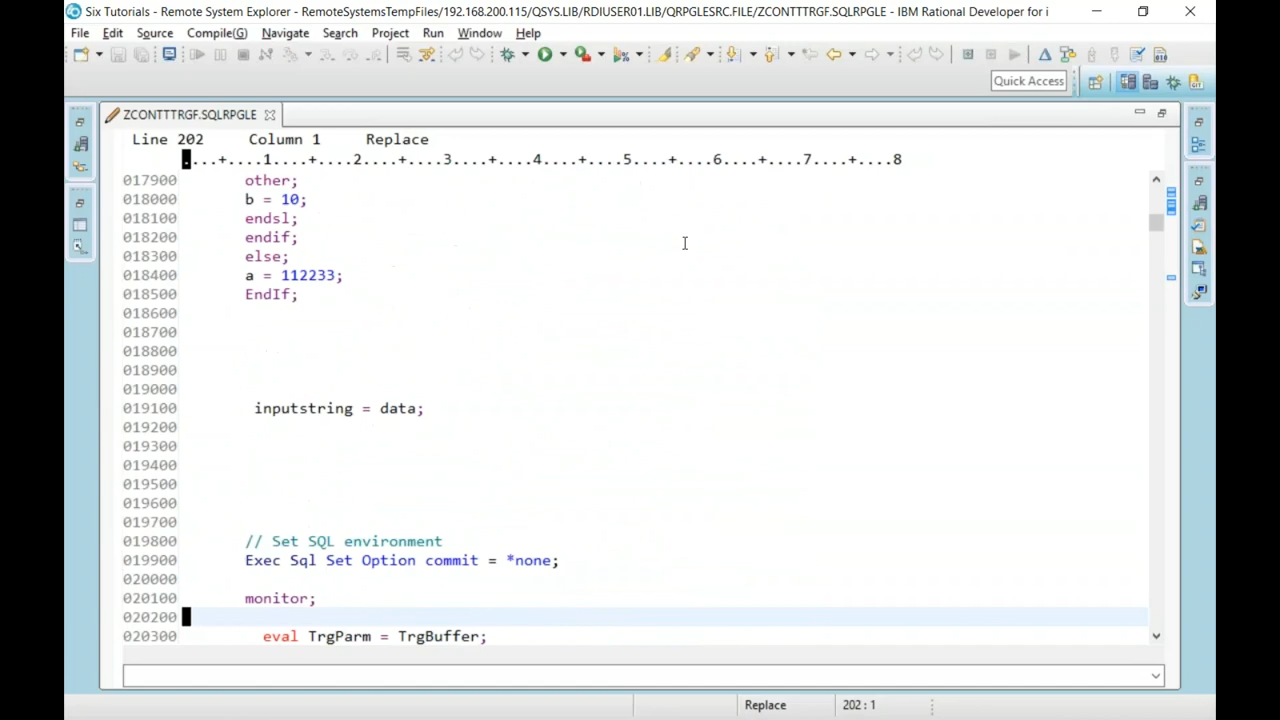 Six Tutorials - Remote System Explorer - RemoteSystemsTempFiles/192.168.200.115/QSYS.LIB/RDIUSER01.LIB/QRPGLESRC.FILE/ZCONTTTRGF.SQLRPGLE - IBM Rational Developer for i
File Edit Source Compile(G) Navigate Search Project Run Window Help
Quick Access
ZCONTTTRGF.SQLRPGLE
Line 202 Column 1 Replace
....+....1....+....2....+....3....+....4....+....5....+....6....+....7....+....8
017900 other;
018000 b = 10;
018100 endsl;
018200 endif;
018300 else;
018400 a = 112233;
018500 EndIf;
018600
018700
018800
018900
019000
019100 inputstring = data;
019200
019300
019400
019500
019600
019700
019800 // Set SQL environment
019900 Exec Sql Set Option commit = *none;
020000
020100 monitor;
020200
020300 eval TrgParm = TrgBuffer;
Replace 202 : 1